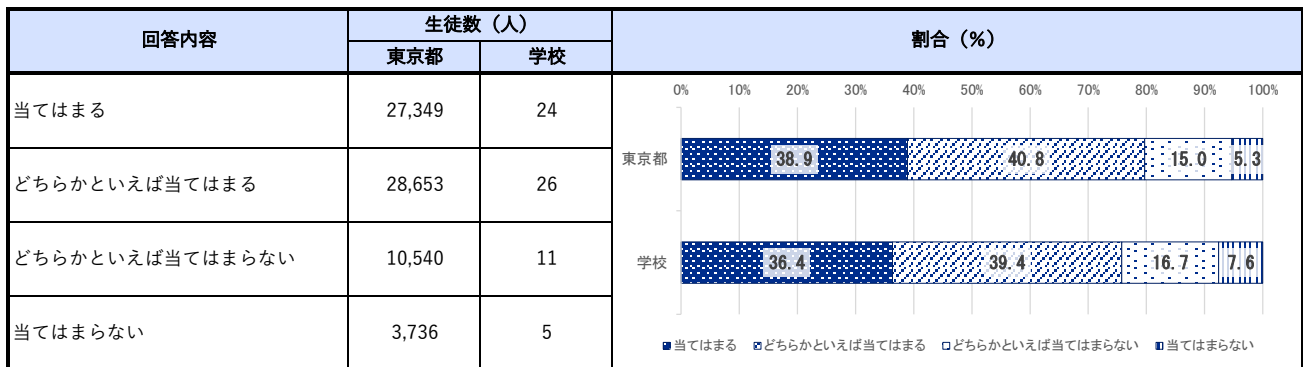 回答内容 生徒数（人） 割合（%）
東京都 学校
当てはまる 27,349 24
どちらかといえば当てはまる 28,653 26
どちらかといえば当てはまらない 10,540 11
当てはまらない 3,736 5
0% 10% 20% 30% 40% 50% 60% 70% 80% 90% 100%
東京都 38.9 40.8 15.0 5.3
学校 36.4 39.4 16.7 7.6
当てはまる どちらかといえば当てはまる どちらかといえば当てはまらない 当てはまらない